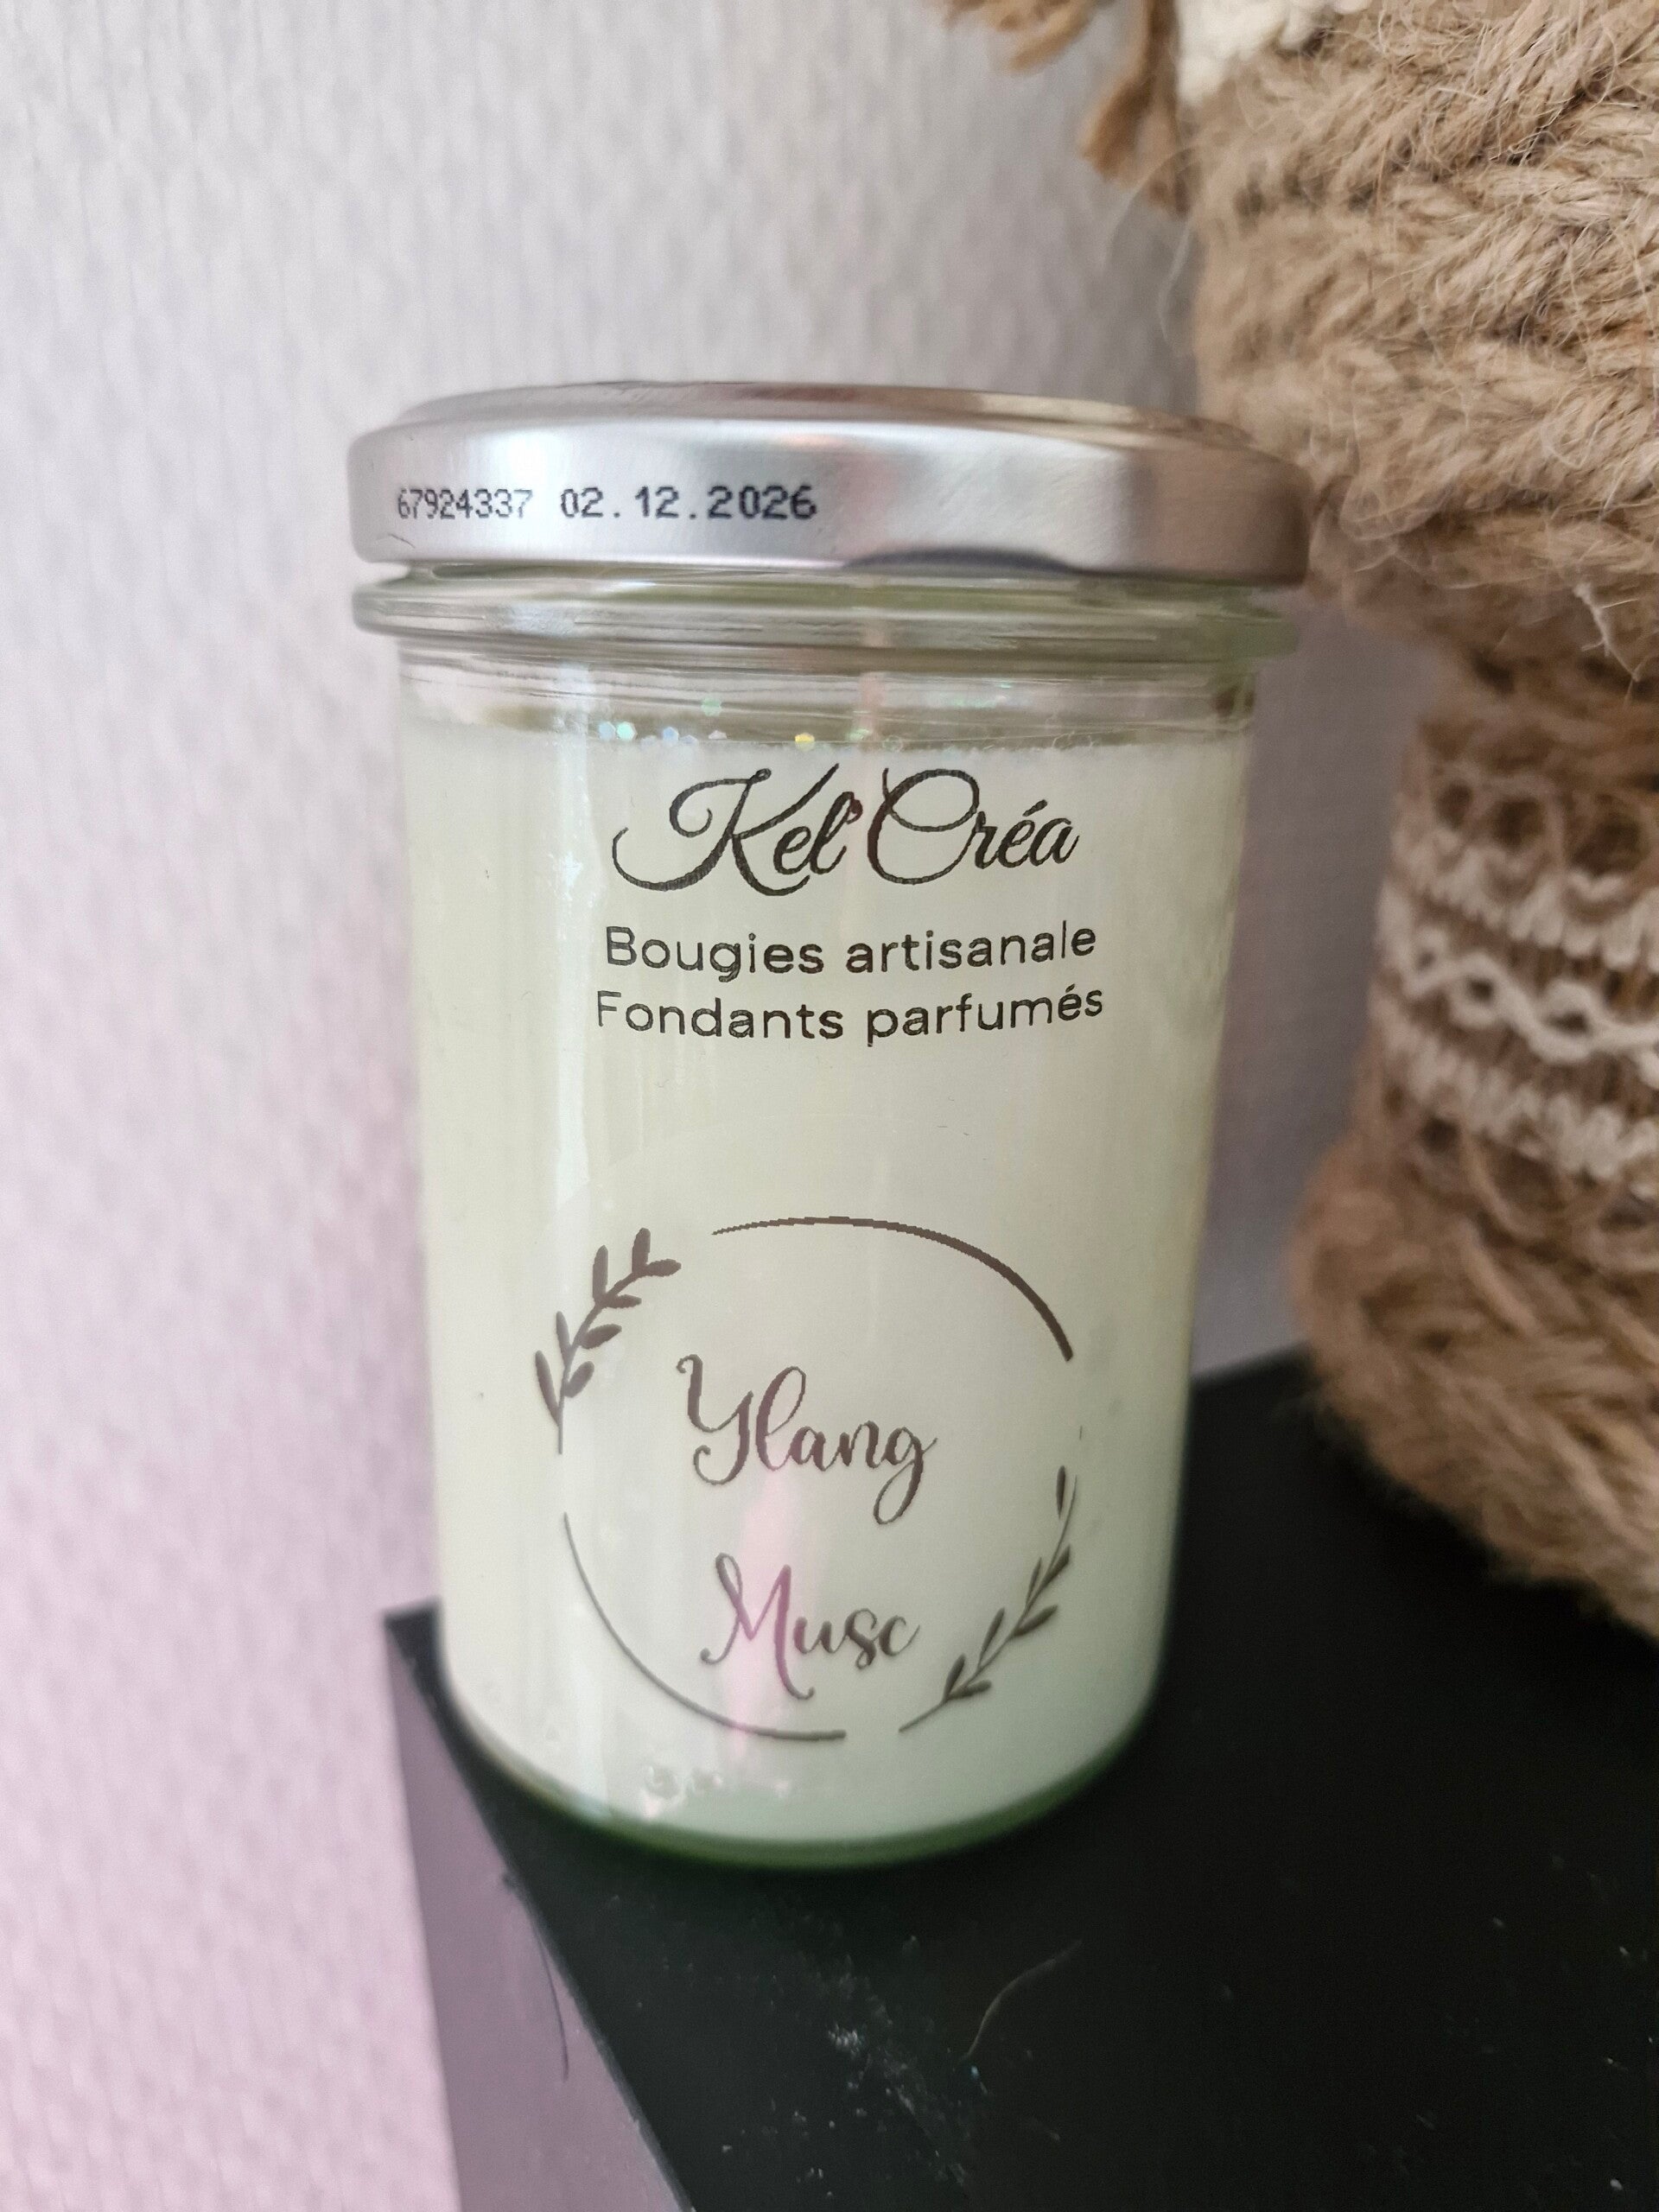 67924337 02.12.2026
Kel'Créa
Bougies artisanale
Fondants parfumés
Ylang
Musc